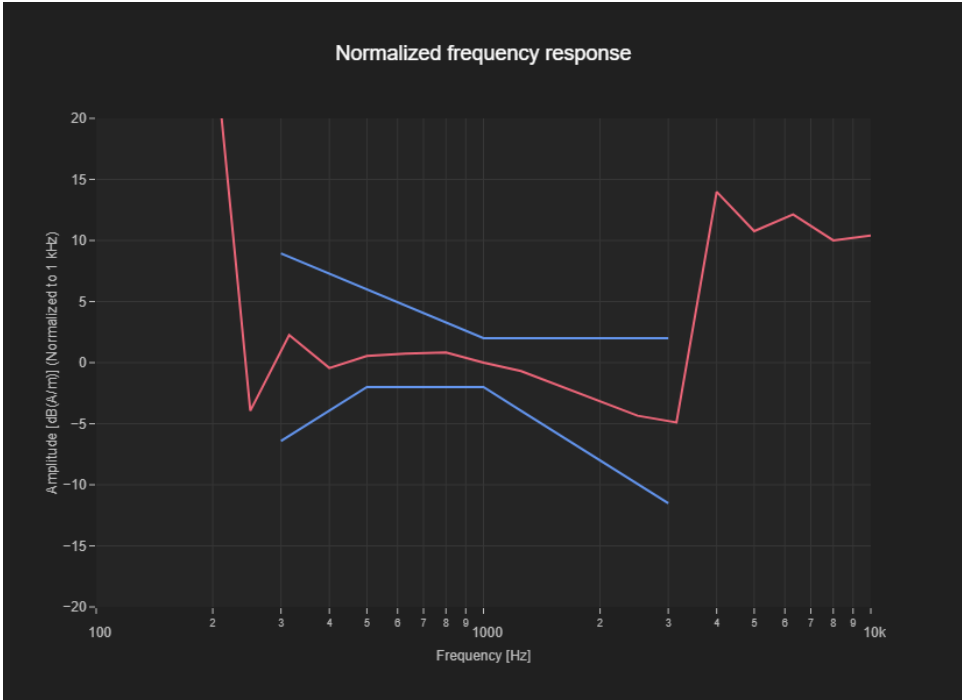 Normalized frequency response
Amplitude [dB(A/m)] (Normalized to 1 kHz)
20
15
10
5
0
−5
−10
−15
−20
100 2 3 4 5 6 7 8 9 1000 2 3 4 5 6 7 8 9 10k
Frequency [Hz]